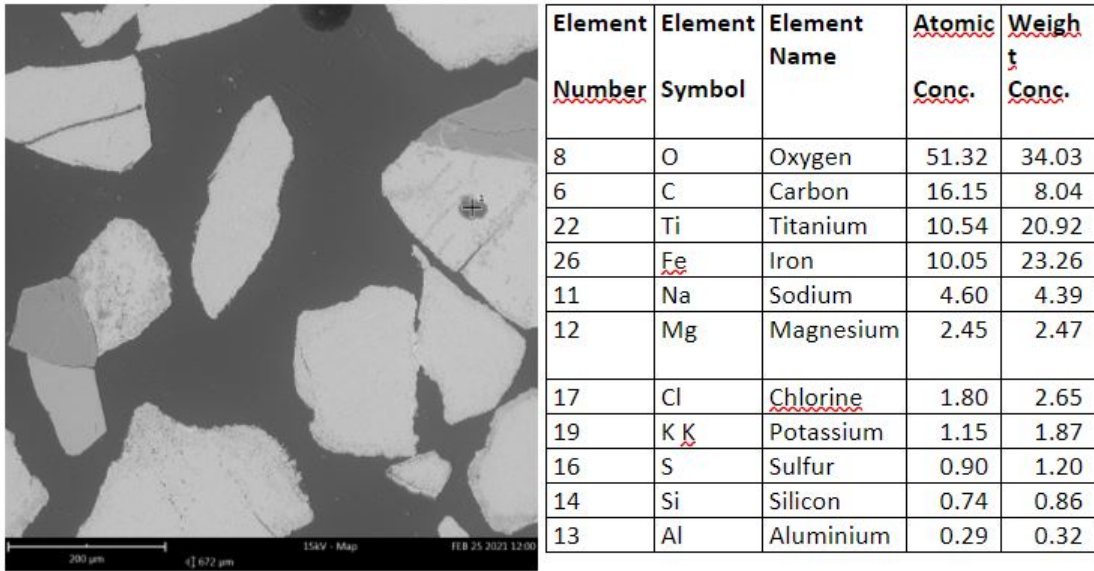 1
200 µm
672 µm
15kV - Map
FEB 25 2021 12:00
Element Number Element Symbol Element Name Atomic Conc. Weight Conc.
8 O Oxygen 51.32 34.03
6 C Carbon 16.15 8.04
22 Ti Titanium 10.54 20.92
26 Fe Iron 10.05 23.26
11 Na Sodium 4.60 4.39
12 Mg Magnesium 2.45 2.47
17 Cl Chlorine 1.80 2.65
19 K K Potassium 1.15 1.87
16 S Sulfur 0.90 1.20
14 Si Silicon 0.74 0.86
13 Al Aluminium 0.29 0.32